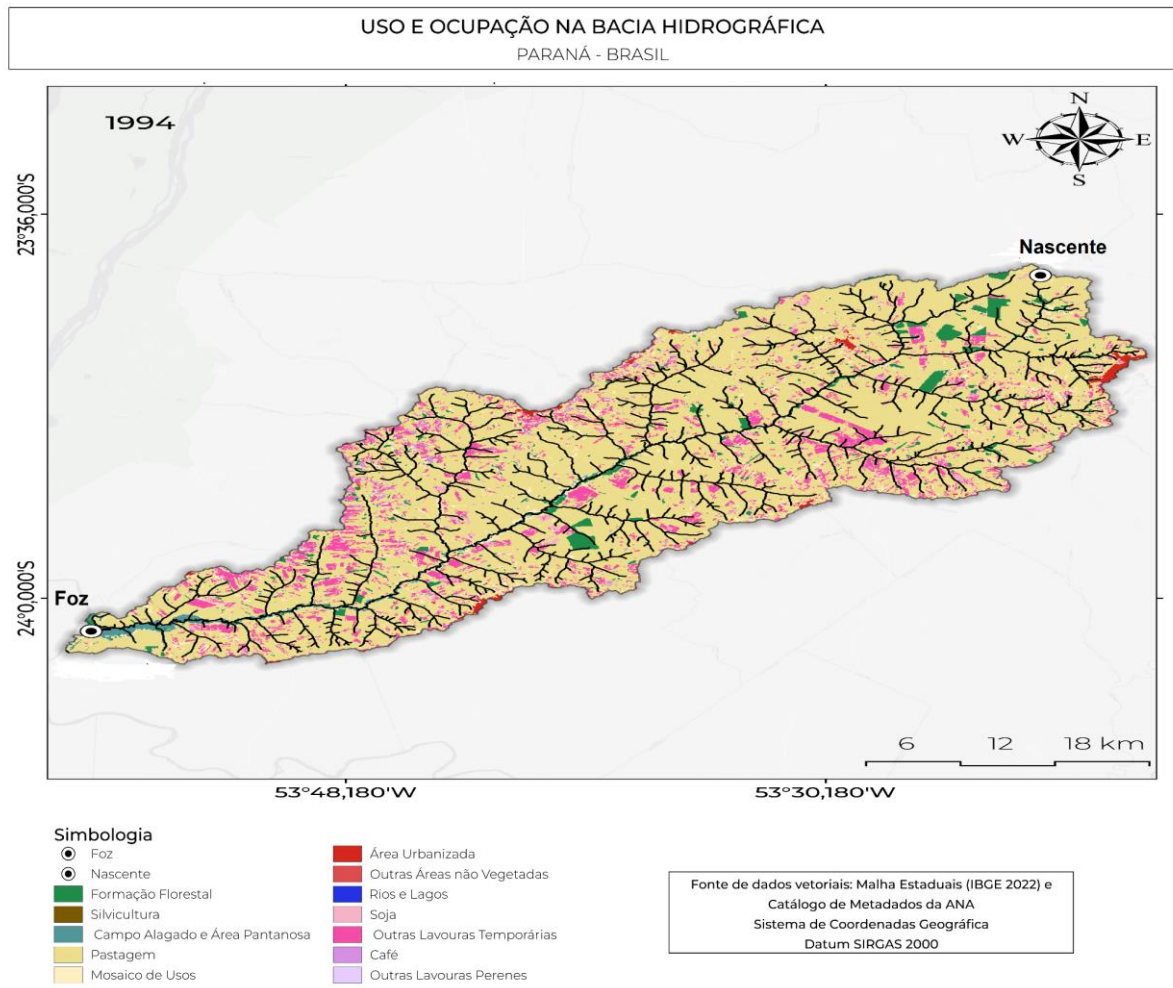 USO E OCUPAÇÃO NA BACIA HIDROGRÁFICA
PARANÁ - BRASIL
1994
N
W
E
S
23°36,000'S
Nascente
24°0,000'S
Foz
6 12 18 km
53°48,180'W
53°30,180'W
Simbologia
Foz
Nascente
Formação Florestal
Silvicultura
Campo Alagado e Área Pantanosa
Pastagem
Mosaico de Usos
Área Urbanizada
Outras Áreas não Vegetadas
Rios e Lagos
Soja
Outras Lavouras Temporárias
Café
Outras Lavouras Perenes
Fonte de dados vetoriais: Malha Estaduais (IBGE 2022) e
Catálogo de Metadados da ANA
Sistema de Coordenadas Geográfica
Datum SIRGAS 2000